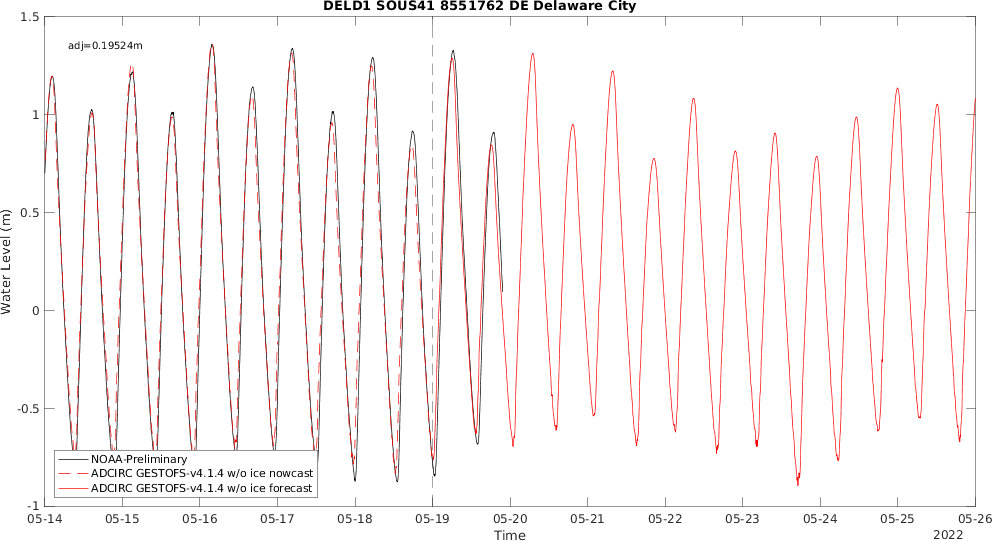 DELD1 SOUS41 8551762 DE Delaware City
adj=0.19524m
1.5
1
0.5
0
-0.5
-1
Water Level (m)
NOAA-Preliminary
ADCIRC GESTOFS-v4.1.4 w/o ice nowcast
ADCIRC GESTOFS-v4.1.4 w/o ice forecast
05-14 05-15 05-16 05-17 05-18 05-19 05-20 05-21 05-22 05-23 05-24 05-25 05-26
Time
2022